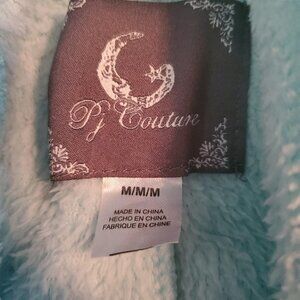 Pj Couture
M/M/M
MADE IN CHINA
HECHO EN CHINA
FABRIQUE EN CHINE